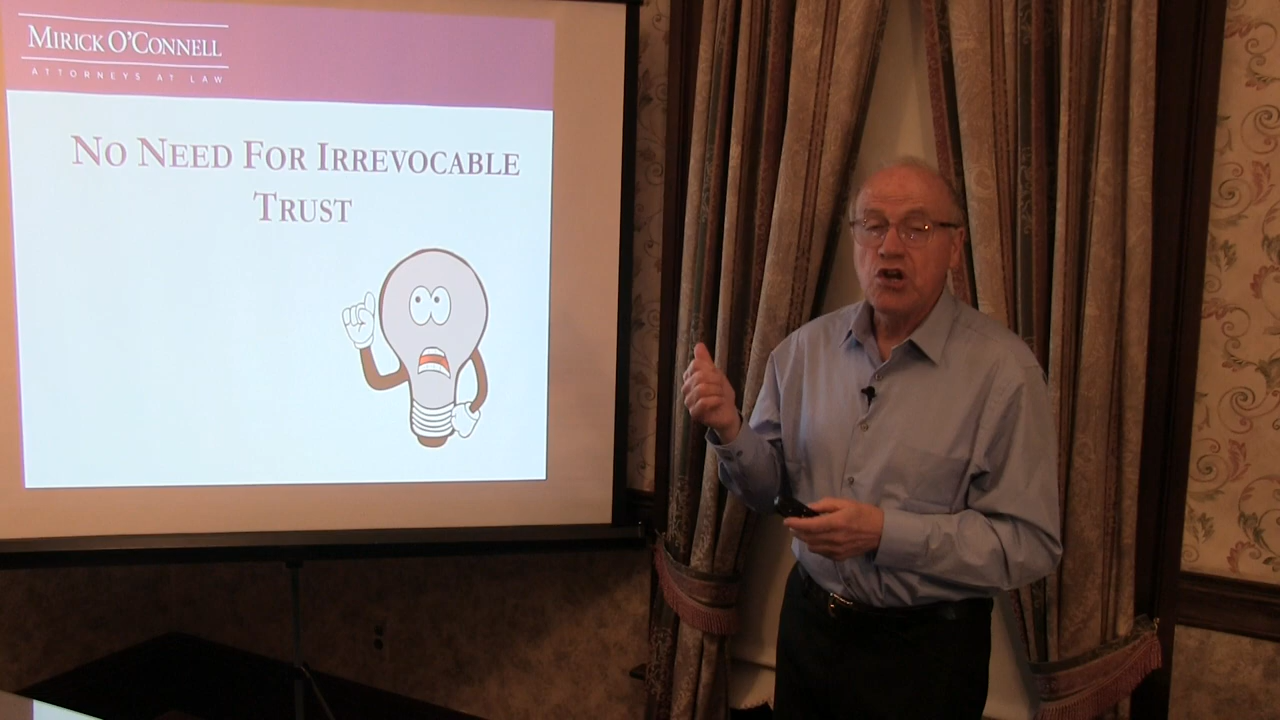 MIRICK O'CONNELL
ATTORNEYS AT LAW
NO NEED FOR IRREVOCABLE
TRUST